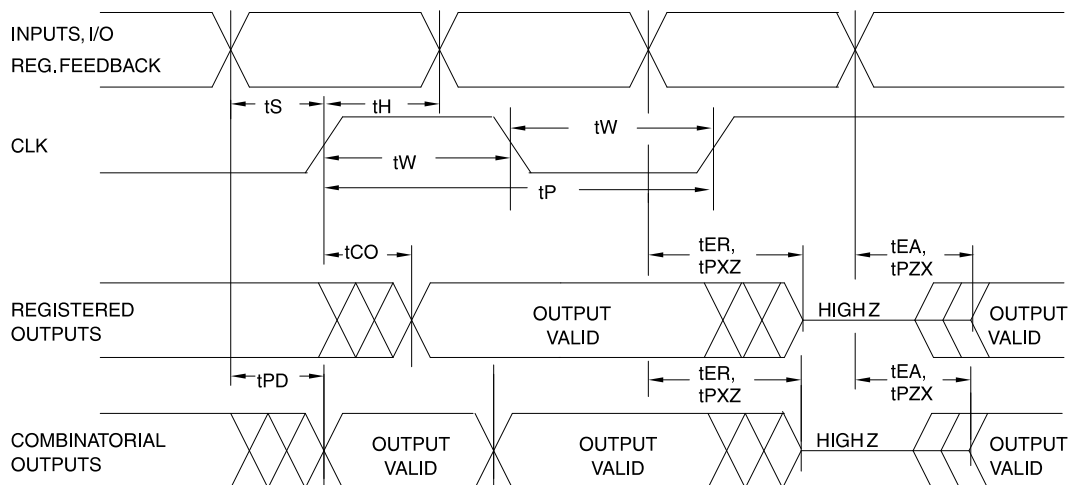 INPUTS, I/O
REG. FEEDBACK
tS
tH
CLK
tW
tW
tP
tCO
tER,
tPXZ
tEA,
tPZX
REGISTERED
OUTPUTS
OUTPUT
VALID
HIGH Z
OUTPUT
VALID
tPD
tER,
tPXZ
tEA,
tPZX
COMBINATORIAL
OUTPUTS
OUTPUT
VALID
OUTPUT
VALID
HIGH Z
OUTPUT
VALID